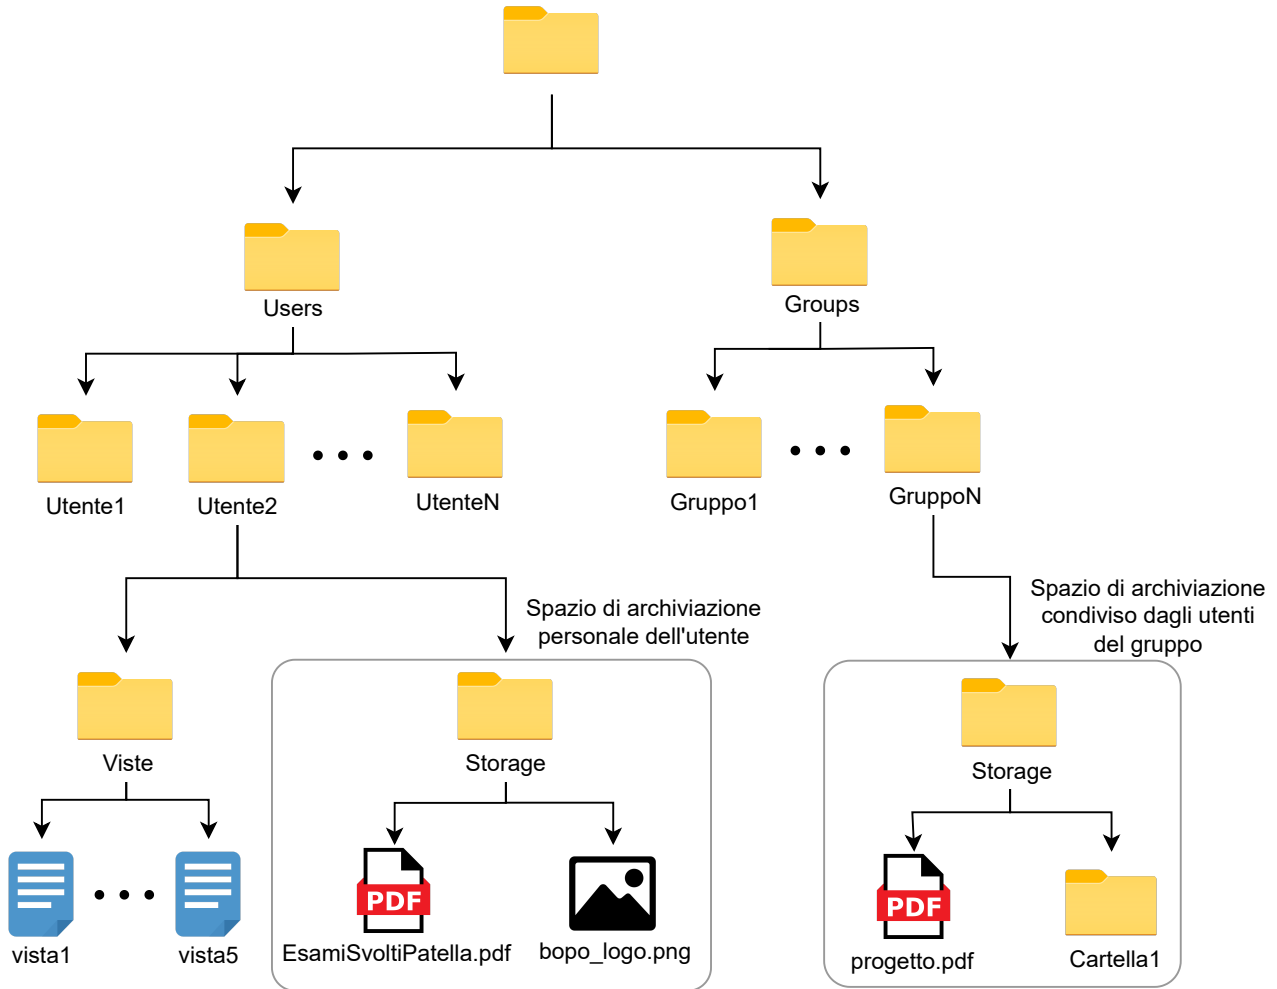 Users
Groups
Utente1
Utente2
UtenteN
Gruppo1
GruppoN
Spazio di archiviazione
personale dell'utente
Spazio di archiviazione
condiviso dagli utenti
del gruppo
Viste
Storage
Storage
vista1
vista5
PDF
EsamiSvoltiPatella.pdf
bopo_logo.png
PDF
progetto.pdf
Cartella1